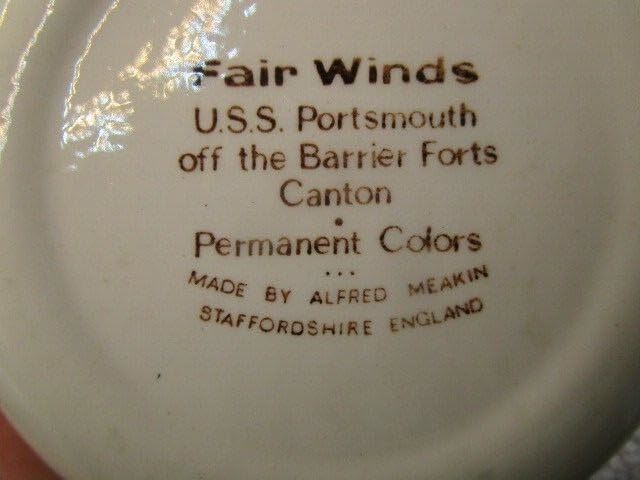 Fair Winds
U.S.S. Portsmouth
off the Barrier Forts
Canton
•
Permanent Colors
...
MADE BY ALFRED MEAKIN
STAFFORDSHIRE ENGLAND